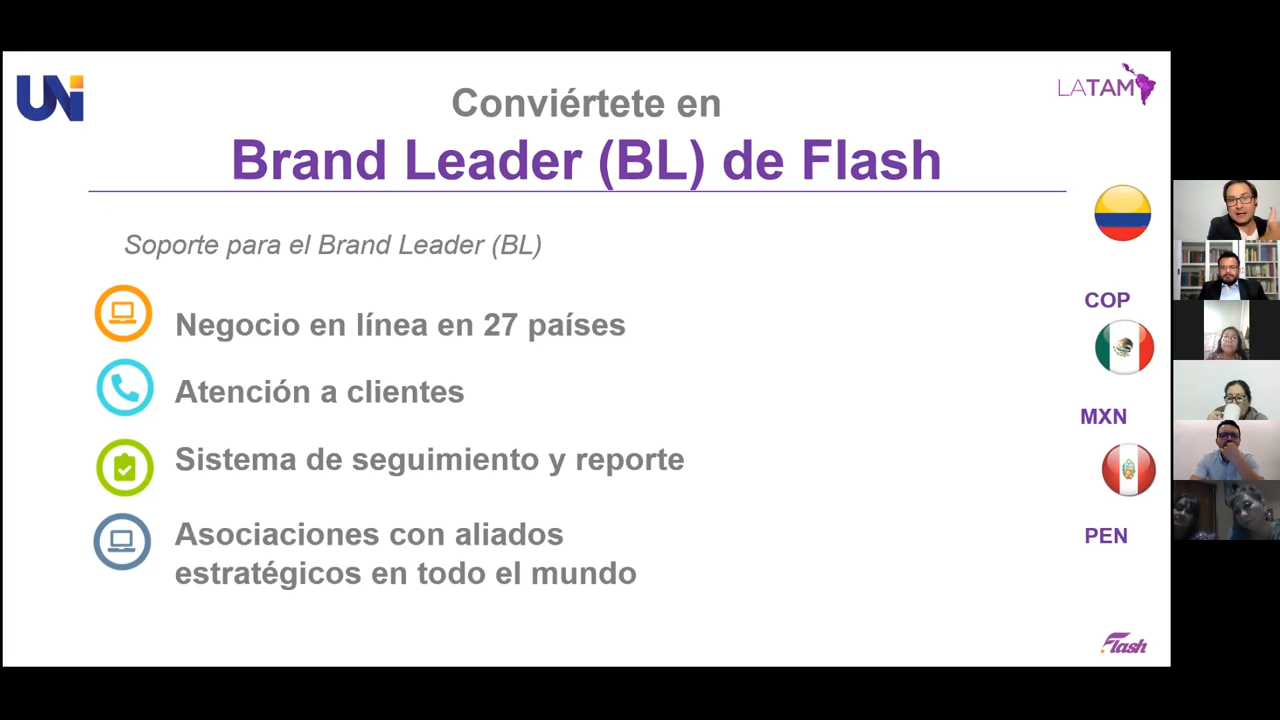 UNi
LATAM
Conviértete en
Brand Leader (BL) de Flash
Soporte para el Brand Leader (BL)
Negocio en línea en 27 países
Atención a clientes
Sistema de seguimiento y reporte
Asociaciones con aliados
estratégicos en todo el mundo
COP
MXN
PEN
Flash